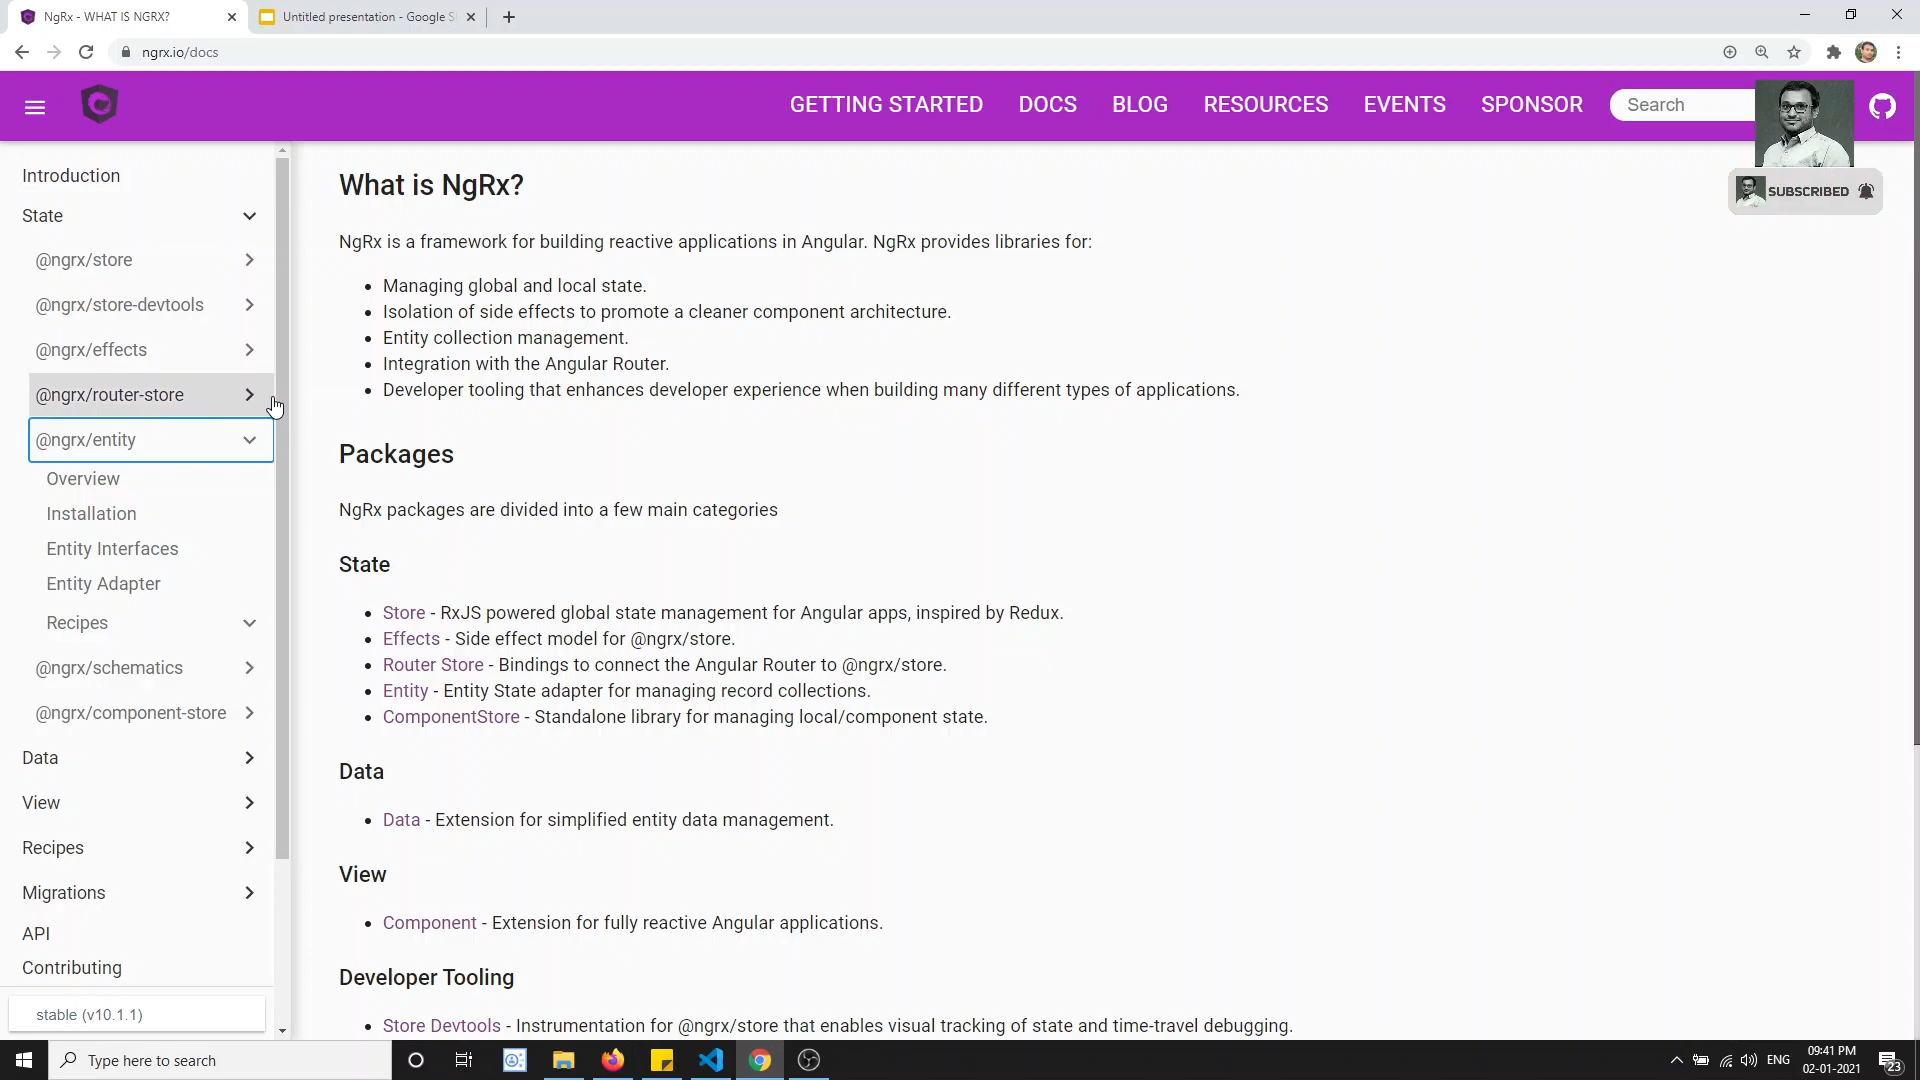 NgRx - WHAT IS NGRX?
Untitled presentation - Google S
ngrx.io/docs
GETTING STARTED
DOCS
BLOG
RESOURCES
EVENTS
SPONSOR
Search
SUBSCRIBED
Introduction
State
@ngrx/store
@ngrx/store-devtools
@ngrx/effects
@ngrx/router-store
@ngrx/entity
Overview
Installation
Entity Interfaces
Entity Adapter
Recipes
@ngrx/schematics
@ngrx/component-store
Data
View
Recipes
Migrations
API
Contributing
stable (v10.1.1)
What is NgRx?
NgRx is a framework for building reactive applications in Angular. NgRx provides libraries for:
• Managing global and local state.
• Isolation of side effects to promote a cleaner component architecture.
• Entity collection management.
• Integration with the Angular Router.
• Developer tooling that enhances developer experience when building many different types of applications.
Packages
NgRx packages are divided into a few main categories
State
• Store - RxJS powered global state management for Angular apps, inspired by Redux.
• Effects - Side effect model for @ngrx/store.
• Router Store - Bindings to connect the Angular Router to @ngrx/store.
• Entity - Entity State adapter for managing record collections.
• ComponentStore - Standalone library for managing local/component state.
Data
• Data - Extension for simplified entity data management.
View
• Component - Extension for fully reactive Angular applications.
Developer Tooling
• Store Devtools - Instrumentation for @ngrx/store that enables visual tracking of state and time-travel debugging.
Type here to search
ENG
09:41 PM
02-01-2021
23